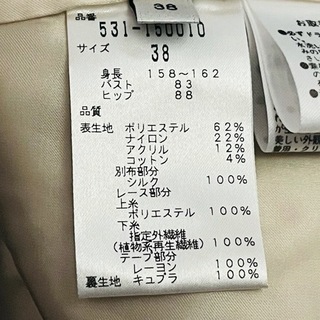 38
品番
531-150010
サイズ
38
身長 158～162
バスト 83
ヒップ 88
品質
表生地 ポリエステル 62%
ナイロン 22%
アクリル 12%
コットン 4%
別布部分
シルク 100%
レース部分
上糸
ポリエステル 100%
下糸
指定外繊維
(植物系再生繊維) 100%
テープ部分
レーヨン 100%
裏生地 キュプラ 100%
お取